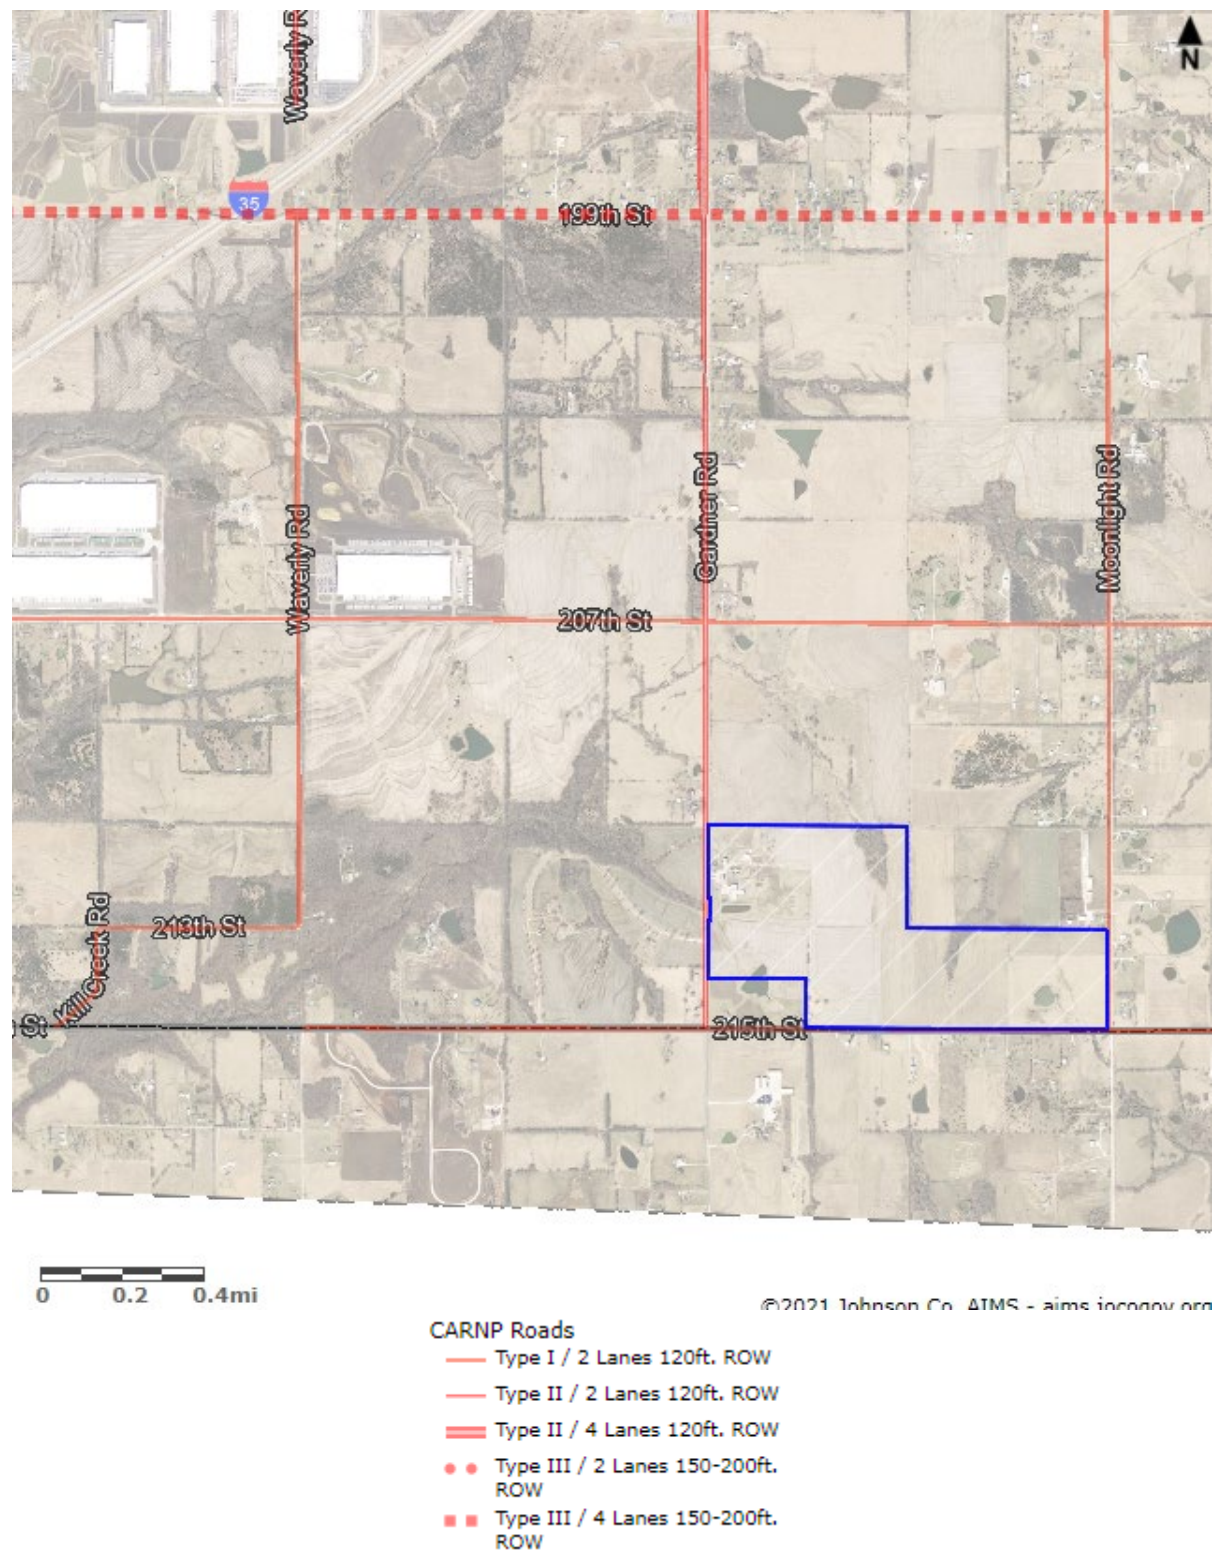 Waverly Rd
N
35
199th St
Gardner Rd
Moonlight Rd
Waverly Rd
207th St
Kill Creek Rd
213th St
St
215th St
0 0.2 0.4mi
©2021 Johnson Co. AIMS - aims.jocogov.org
CARNP Roads
Type I / 2 Lanes 120ft. ROW
Type II / 2 Lanes 120ft. ROW
Type II / 4 Lanes 120ft. ROW
Type III / 2 Lanes 150-200ft.
ROW
Type III / 4 Lanes 150-200ft.
ROW